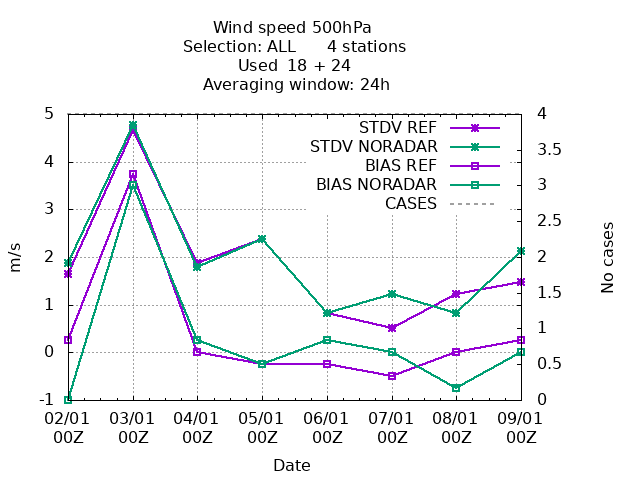 Wind speed 500hPa
Selection: ALL 4 stations
Used 18 + 24
Averaging window: 24h
STDV REF
STDV NORADAR
BIAS REF
BIAS NORADAR
CASES
5
4
3
2
1
0
-1
4
3.5
3
2.5
2
1.5
1
0.5
0
m/s
No cases
02/01 03/01 04/01 05/01 06/01 07/01 08/01 09/01
00Z 00Z 00Z 00Z 00Z 00Z 00Z 00Z
Date